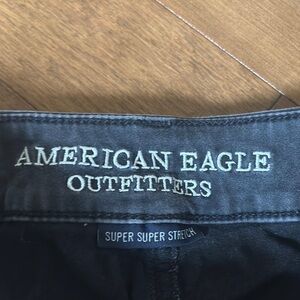 AMERICAN EAGLE
OUTFITTERS
SUPER SUPER STRETCH